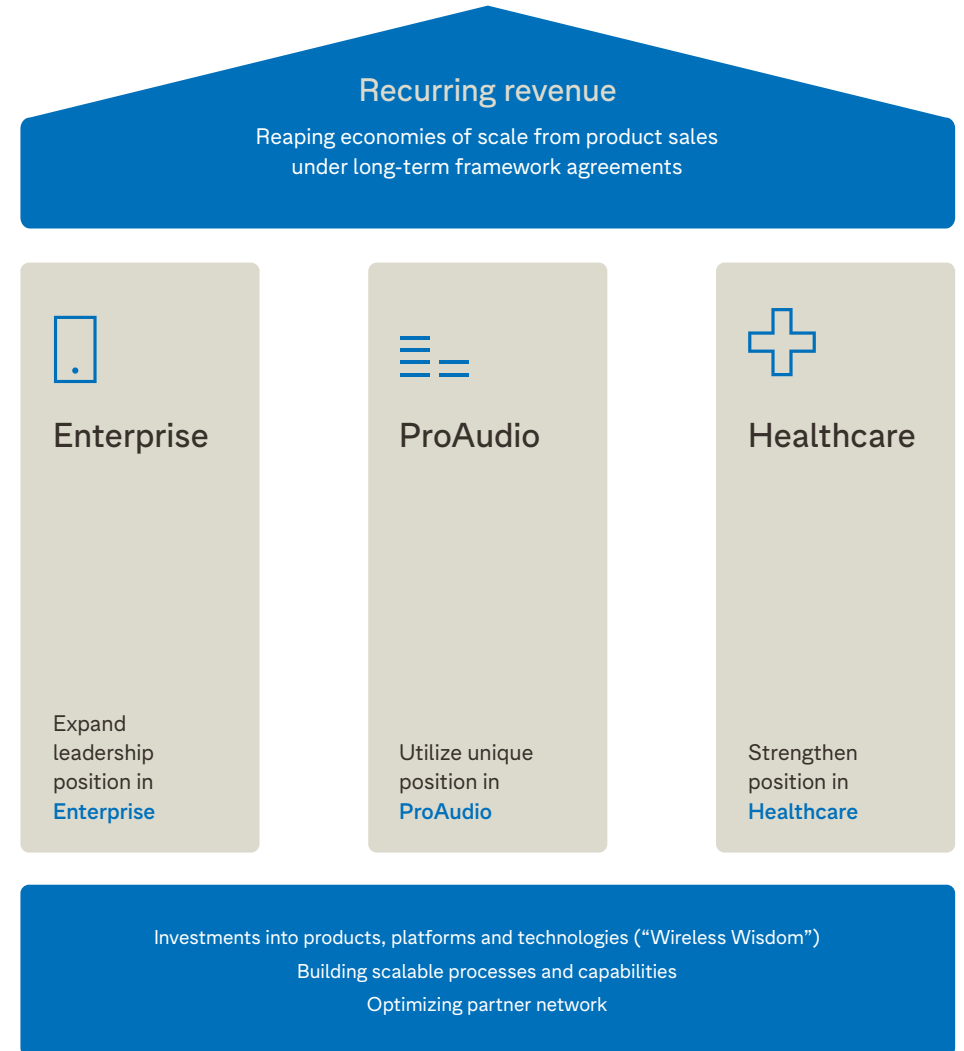 Recurring revenue
Reaping economies of scale from product sales
under long-term framework agreements
Enterprise
Expand
leadership
position in
Enterprise
ProAudio
Utilize unique
position in
ProAudio
Healthcare
Strengthen
position in
Healthcare
Investments into products, platforms and technologies (“Wireless Wisdom”)
Building scalable processes and capabilities
Optimizing partner network